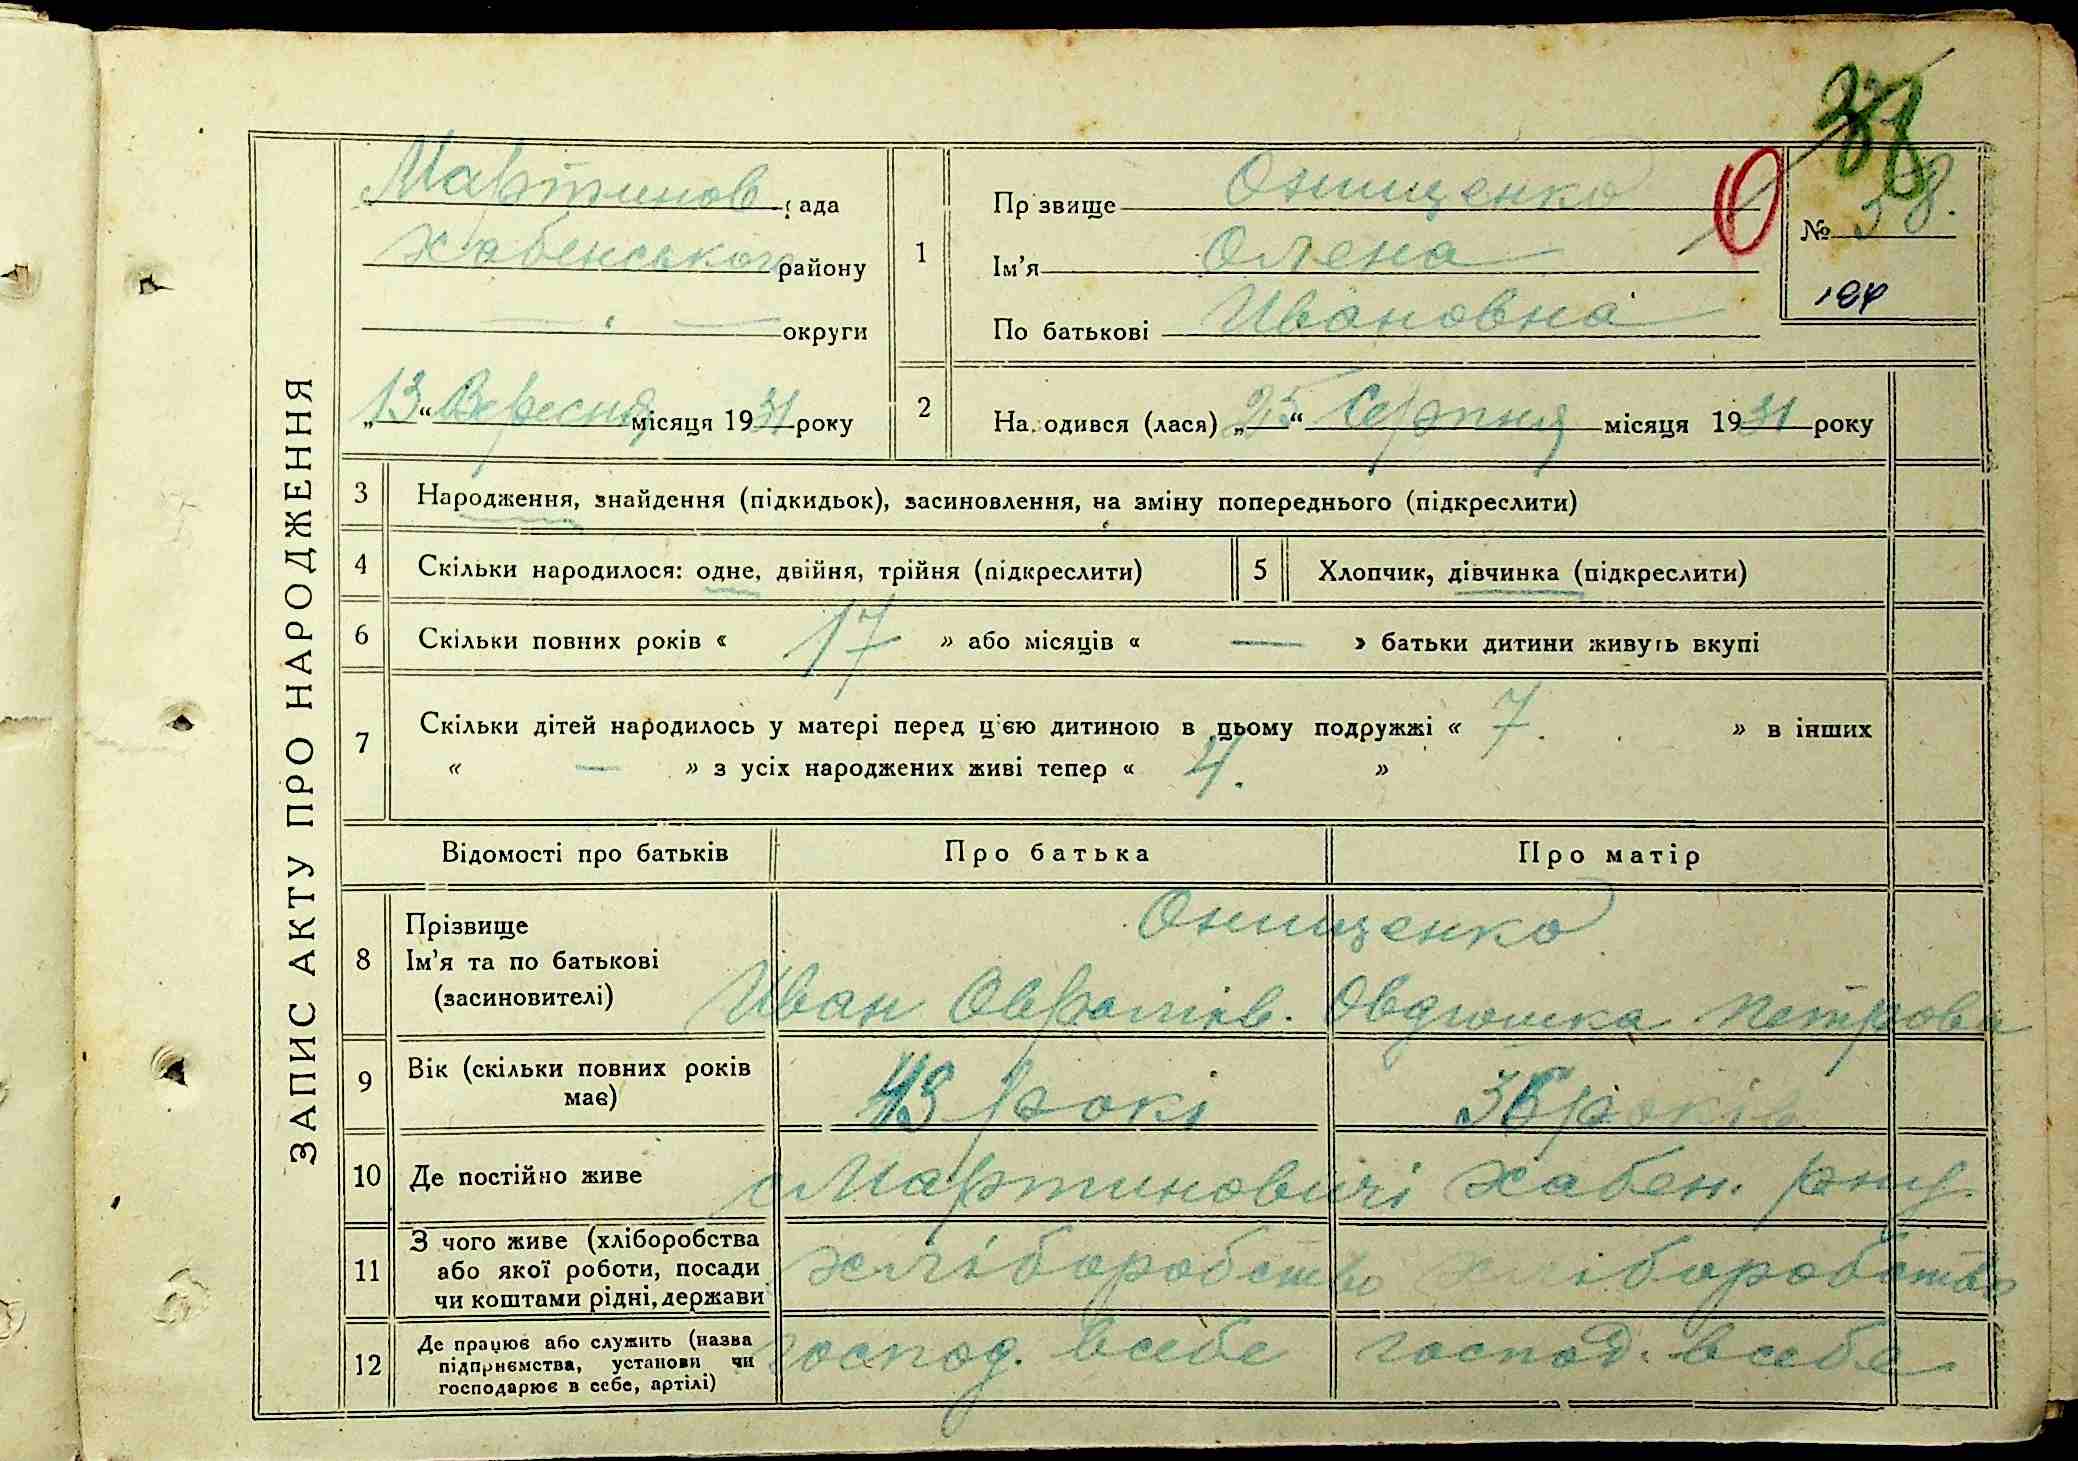 ЗАПИС АКТУ ПРО НАРОДЖЕННЯ
Мартинов рада
Хабенського району
— округи
„13“ Вересня місяця 1931 року
1
Прізвище Онищенко
Ім'я Олена
По батькові Ивановна
№ 38.
2
Народився (лася) „25“ Серпня місяця 1931 року
3 Народження, знайдення (підкидьок), засиновлення, на зміну попереднього (підкреслити)
4 Скільки народилося: одне, двійня, трійня (підкреслити)
5 Хлопчик, дівчинка (підкреслити)
6 Скільки повних років « 17 » або місяців « — » батьки дитини живуть вкупі
7 Скільки дітей народилось у матері перед ц'єю дитиною в цьому подружжі « 7. » в інших
« — » з усіх народжених живі тепер « 4. »
Відомості про батьків Про батька Про матір
8 Прізвище
Ім'я та по батькові
(засиновителі)
Онищенко
Иван Оврамів. Овдюшка Петрова
9 Вік (скільки повних років
має)
43 рокі 36 років
10 Де постійно живе с Мартиновичі Хабен. рну.
11 З чого живе (хліборобства
або якої роботи, посади
чи коштами рідні, держави
хліборобство хліборобство
12 Де працює або служить (назва
підприємства, установи чи
господарює в себе, артілі)
господ. всебе господ. всебе